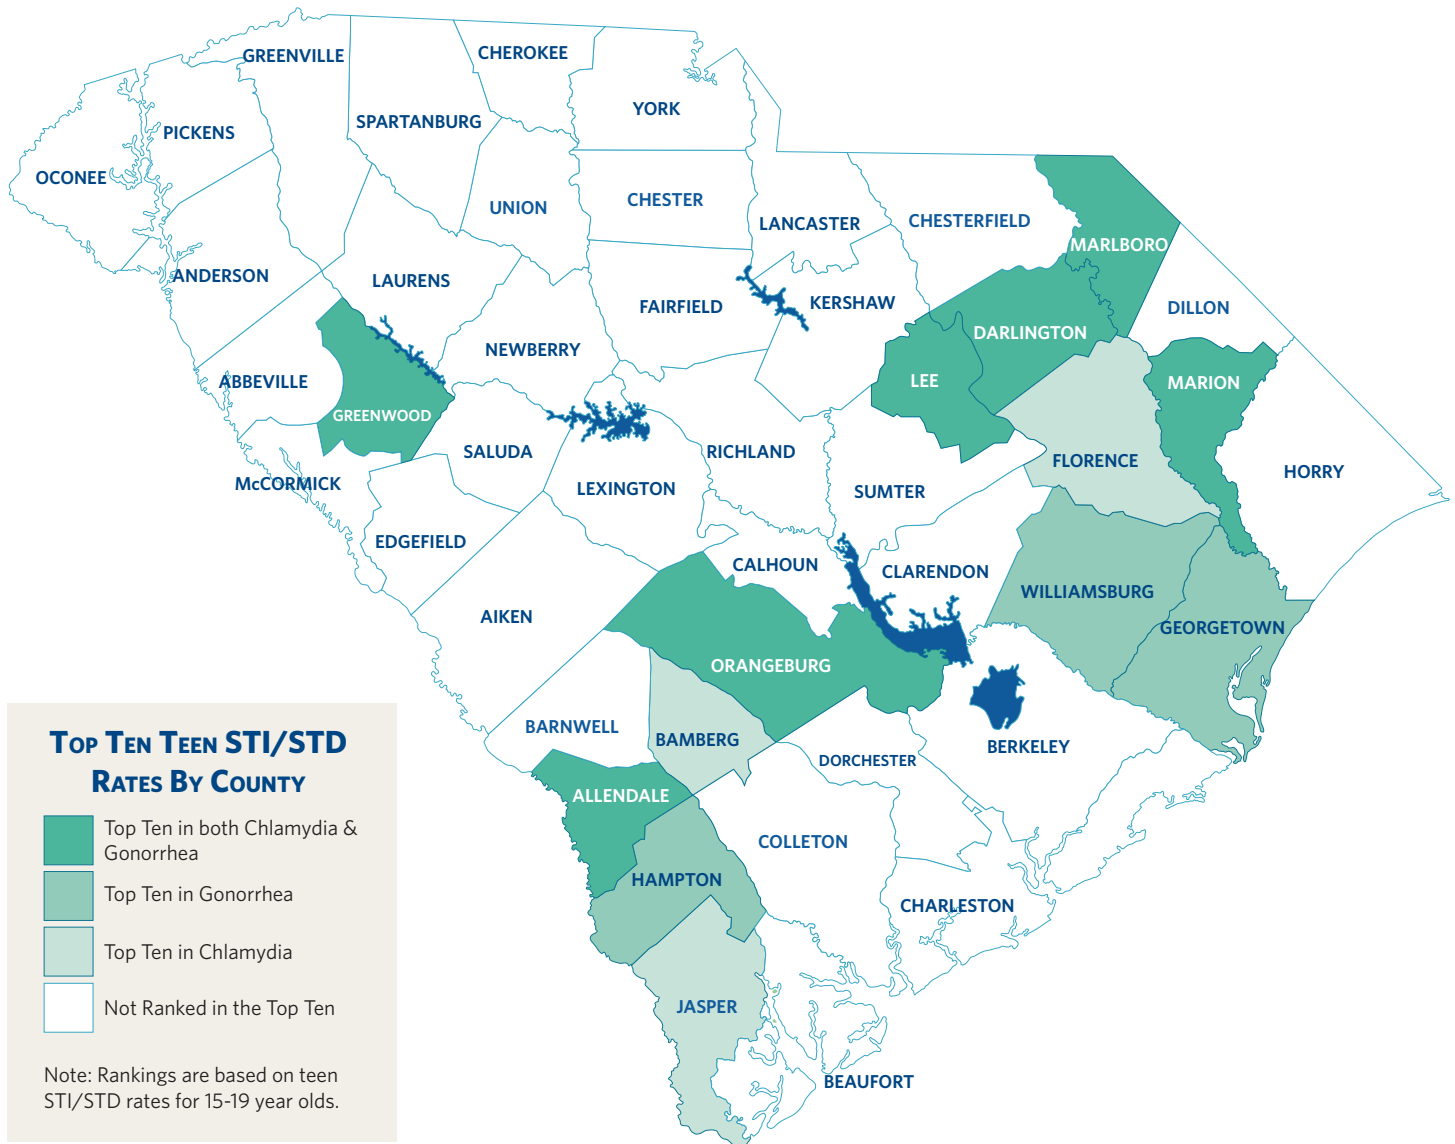 GREENVILLE
CHEROKEE
SPARTANBURG
YORK
PICKENS
OCONEE
UNION
CHESTER
LANCASTER
CHESTERFIELD
MARLBORO
ANDERSON
LAURENS
FAIRFIELD
KERSHAW
DILLON
DARLINGTON
NEWBERRY
ABBEVILLE
LEE
MARION
GREENWOOD
SALUDA
RICHLAND
FLORENCE
HORRY
McCORMICK
LEXINGTON
SUMTER
EDGEFIELD
CALHOUN
CLARENDON
WILLIAMSBURG
AIKEN
GEORGETOWN
ORANGEBURG
BARNWELL
BAMBERG
BERKELEY
DORCHESTER
ALLENDALE
COLLETON
HAMPTON
CHARLESTON
JASPER
BEAUFORT
TOP TEN TEEN STI/STD
RATES BY COUNTY
Top Ten in both Chlamydia &
Gonorrhea
Top Ten in Gonorrhea
Top Ten in Chlamydia
Not Ranked in the Top Ten
Note: Rankings are based on teen
STI/STD rates for 15-19 year olds.